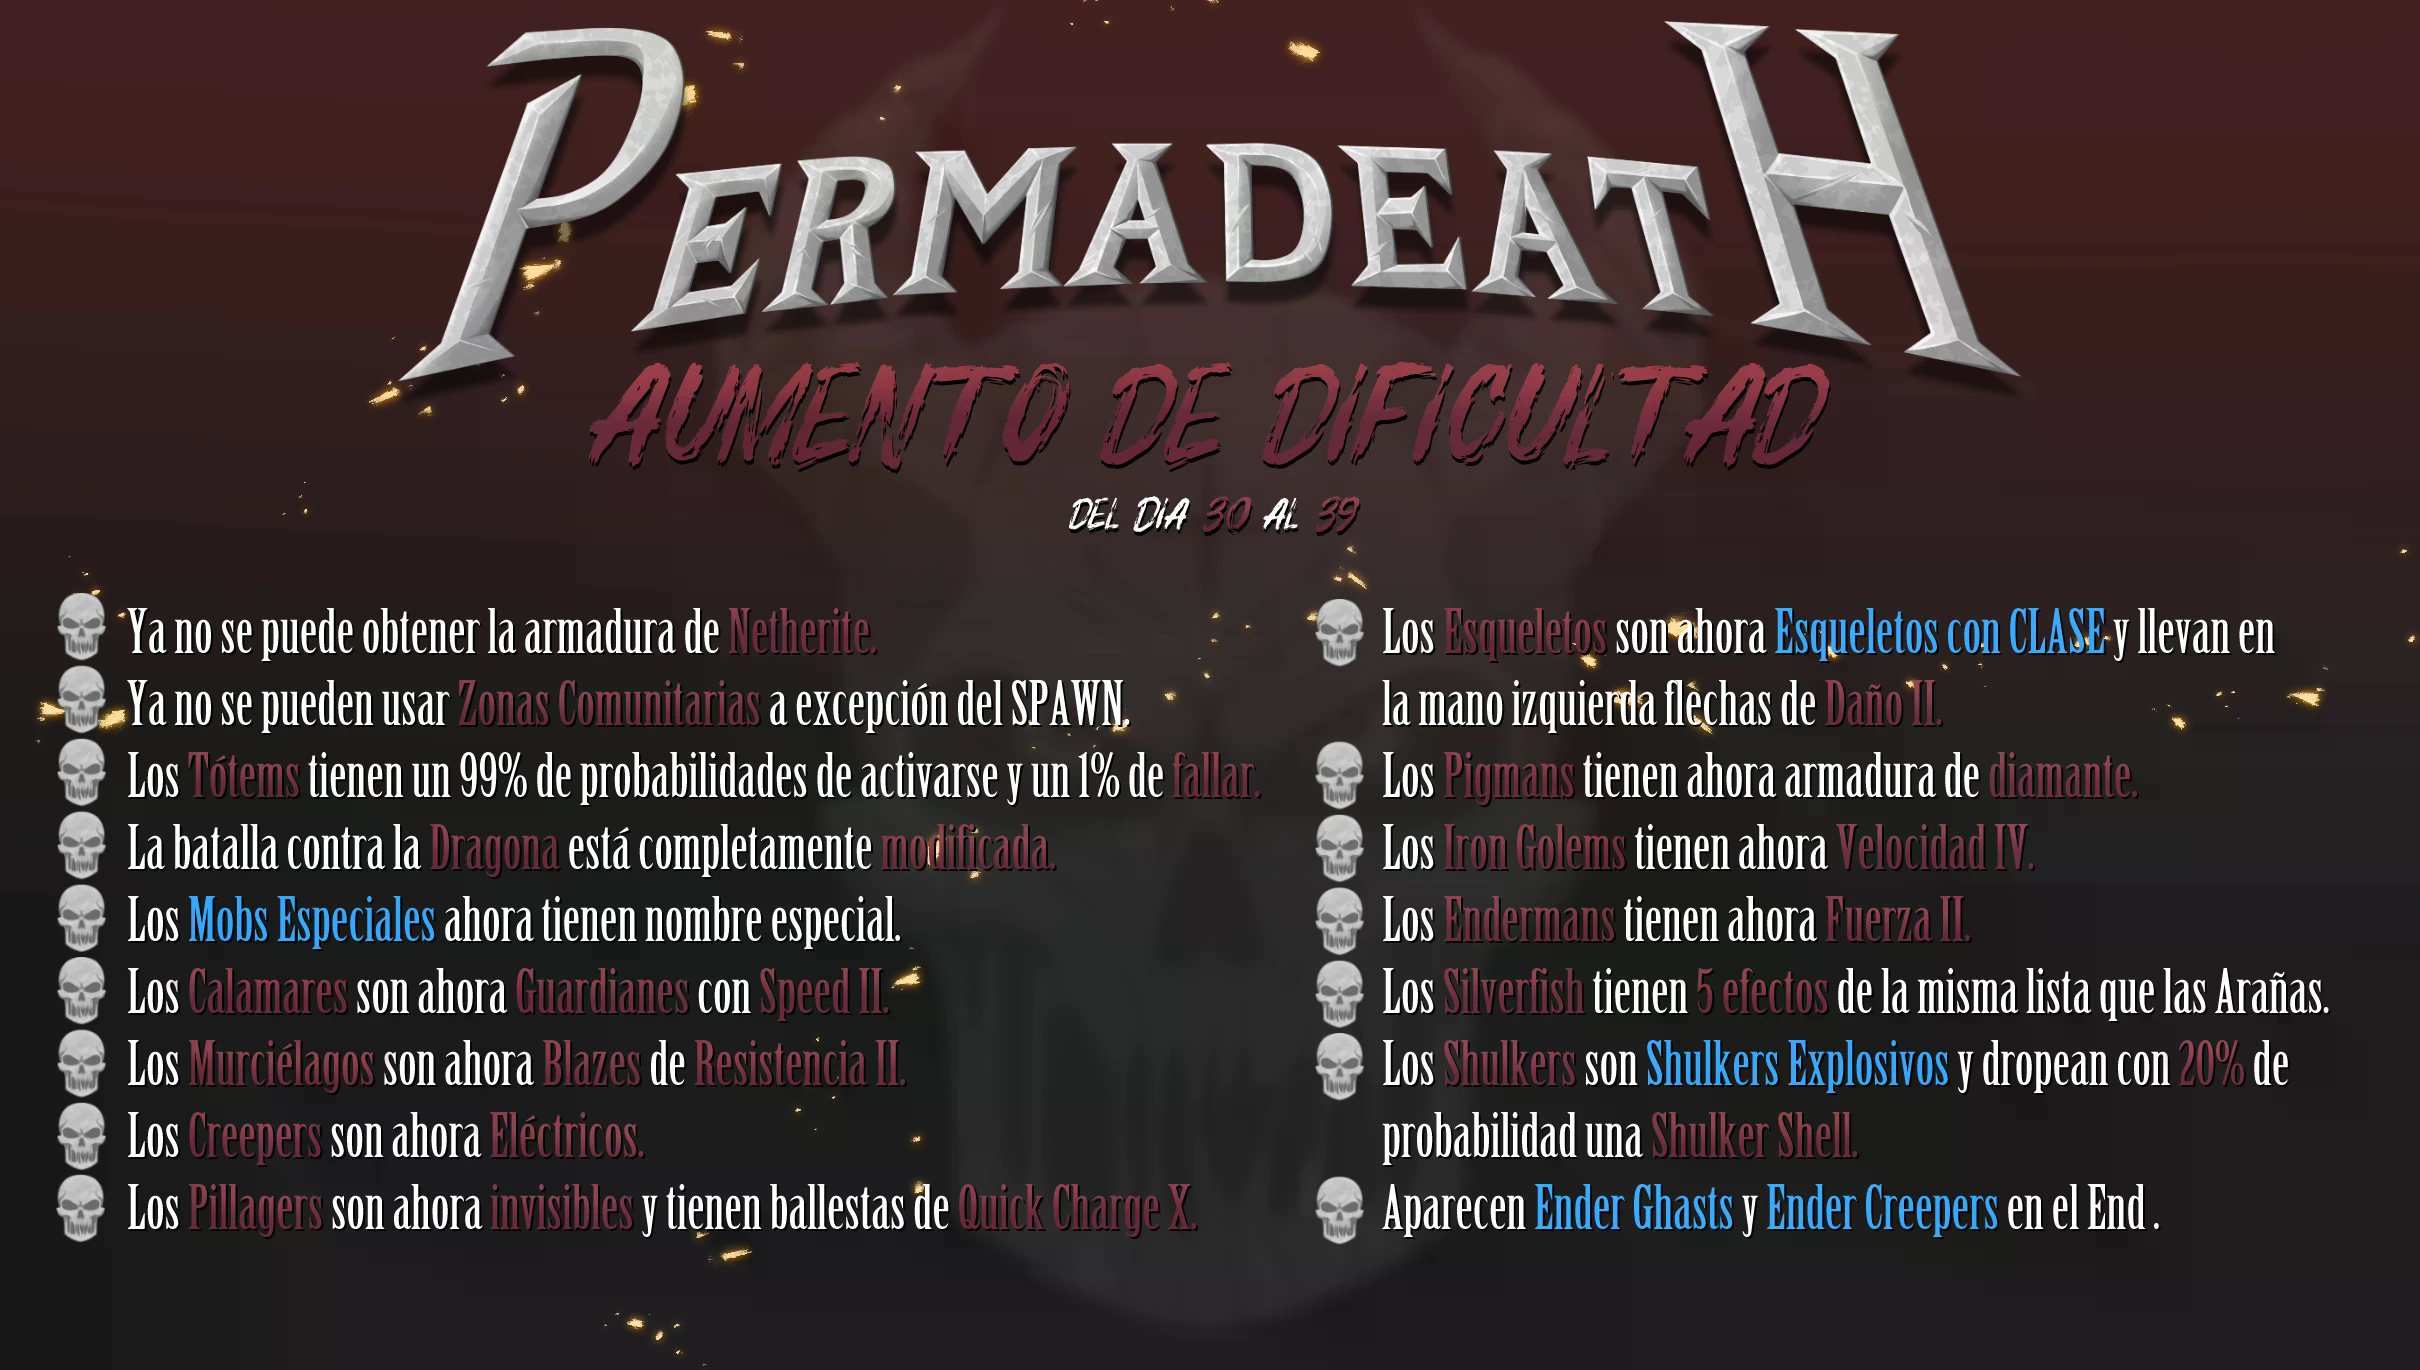 PERMADEATH
AUMENTO DE DIFICULTAD
DEL DIA 30 AL 39
Ya no se puede obtener la armadura de Netherite.
Ya no se pueden usar Zonas Comunitarias a excepción del SPAWN.
Los Tótems tienen un 99% de probabilidades de activarse y un 1% de fallar.
La batalla contra la Dragona está completamente modificada.
Los Mobs Especiales ahora tienen nombre especial.
Los Calamares son ahora Guardianes con Speed II.
Los Murciélagos son ahora Blazes de Resistencia II.
Los Creepers son ahora Eléctricos.
Los Pillagers son ahora invisibles y tienen ballestas de Quick Charge X.
Los Esqueletos son ahora Esqueletos con CLASE y llevan en
la mano izquierda flechas de Daño II.
Los Pigmans tienen ahora armadura de diamante.
Los Iron Golems tienen ahora Velocidad IV.
Los Endermans tienen ahora Fuerza II.
Los Silverfish tienen 5 efectos de la misma lista que las Arañas.
Los Shulkers son Shulkers Explosivos y dropean con 20% de
probabilidad una Shulker Shell.
Aparecen Ender Ghasts y Ender Creepers en el End .